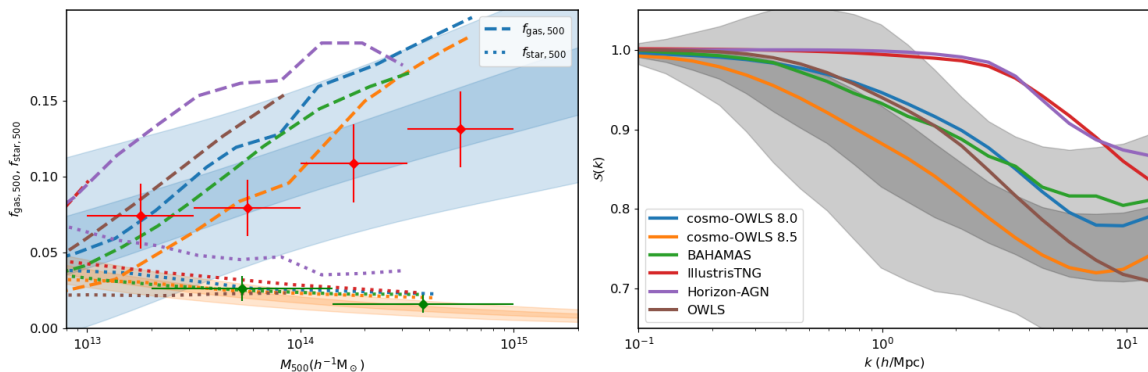 f_gas,500, f_star,500
0.15
0.10
0.05
0.00
f_gas,500
f_star,500
10^13
10^14
10^15
M_500(h^−1M_⊙)
S(k)
1.0
0.9
0.8
0.7
cosmo-OWLS 8.0
cosmo-OWLS 8.5
BAHAMAS
IllustrisTNG
Horizon-AGN
OWLS
10^−1
10^0
10^1
k (h/Mpc)